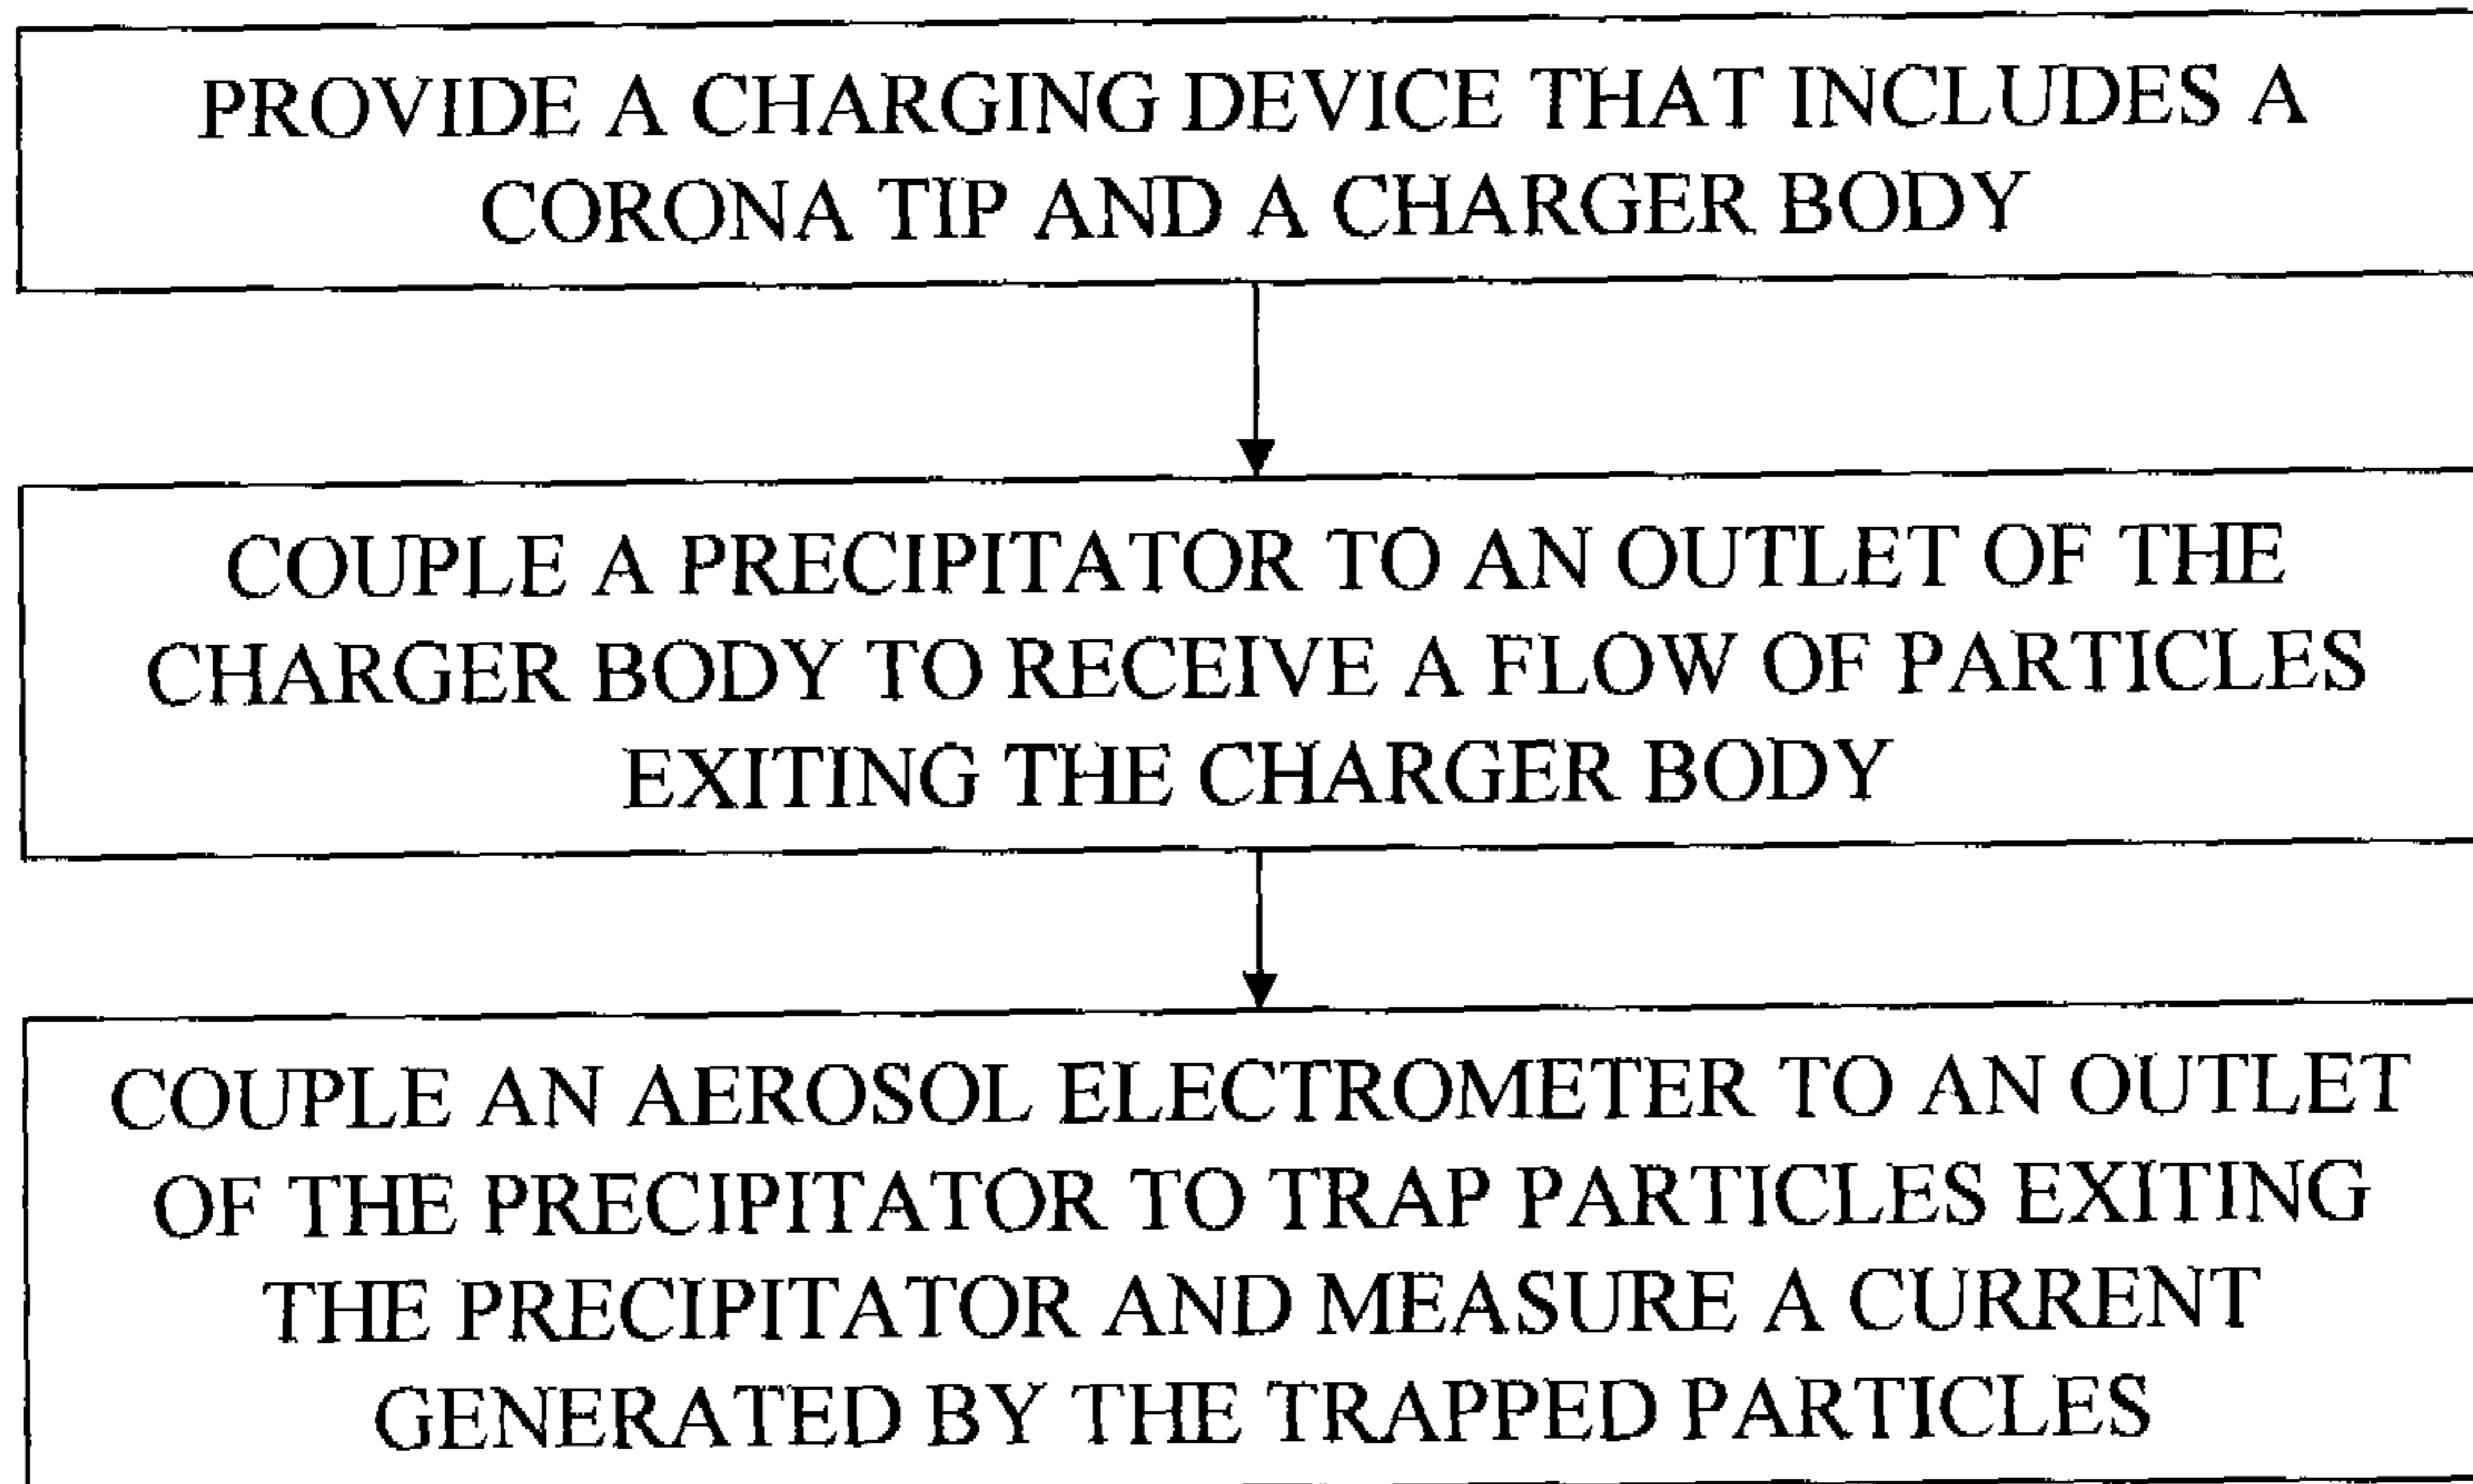 PROVIDE A CHARGING DEVICE THAT INCLUDES A
CORONA TIP AND A CHARGER BODY
COUPLE A PRECIPITATOR TO AN OUTLET OF THE
CHARGER BODY TO RECEIVE A FLOW OF PARTICLES
EXITING THE CHARGER BODY
COUPLE AN AEROSOL ELECTROMETER TO AN OUTLET
OF THE PRECIPITATOR TO TRAP PARTICLES EXITING
THE PRECIPITATOR AND MEASURE A CURRENT
GENERATED BY THE TRAPPED PARTICLES